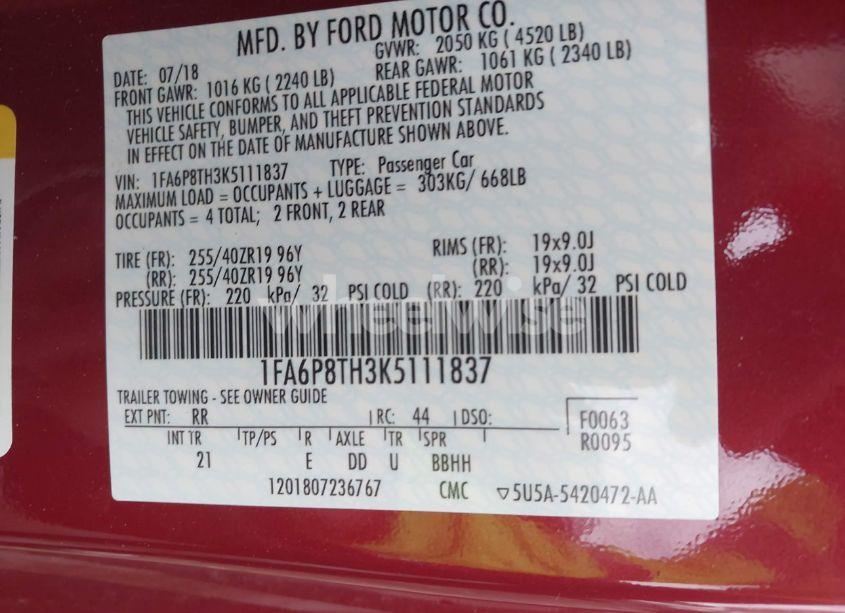 MFD. BY FORD MOTOR CO.
DATE: 07/18 GVWR: 2050 KG ( 4520 LB)
FRONT GAWR: 1016 KG ( 2240 LB) REAR GAWR: 1061 KG ( 2340 LB)
THIS VEHICLE CONFORMS TO ALL APPLICABLE FEDERAL MOTOR
VEHICLE SAFETY, BUMPER, AND THEFT PREVENTION STANDARDS
IN EFFECT ON THE DATE OF MANUFACTURE SHOWN ABOVE.
VIN: 1FA6P8TH3K5111837 TYPE: Passenger Car
MAXIMUM LOAD = OCCUPANTS + LUGGAGE = 303KG/ 668LB
OCCUPANTS = 4 TOTAL; 2 FRONT, 2 REAR
TIRE (FR): 255/40ZR19 96Y RIMS (FR): 19x9.0J
(RR): 255/40ZR19 96Y (RR): 19x9.0J
PRESSURE (FR): 220 kPa/ 32 PSI COLD (RR): 220 kPa/ 32 PSI COLD
wheelwise
1FA6P8TH3K5111837
TRAILER TOWING - SEE OWNER GUIDE
EXT PNT: RR RC: 44 DSO: F0063
INT TR TP/PS R AXLE TR SPR R0095
21 E DD U BBHH
1201807236767 CMC ▽5U5A-5420472-AA